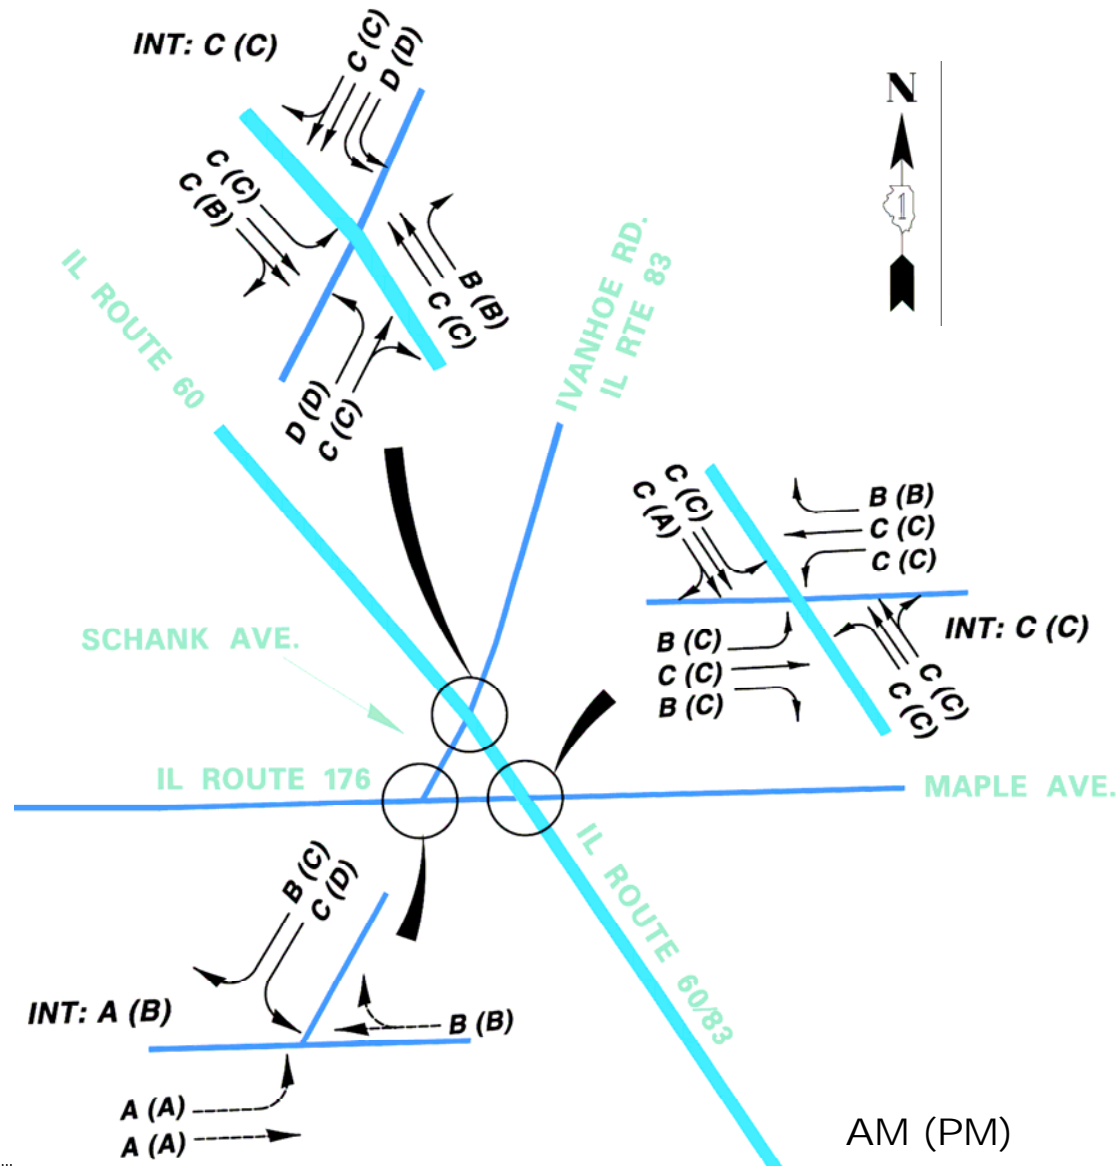 INT: C (C)
C (C)
D (D)
N
1
C (C)
C (B)
B (B)
C (C)
D (D)
C (C)
IL ROUTE 60
IVANHOE RD.
IL RTE 83
C (C)
C (A)
B (B)
C (C)
C (C)
B (C)
C (C)
B (C)
INT: C (C)
C (C)
C (C)
SCHANK AVE.
IL ROUTE 176
MAPLE AVE.
IL ROUTE 60/83
B (C)
C (D)
INT: A (B)
B (B)
A (A)
A (A)
AM (PM)
...